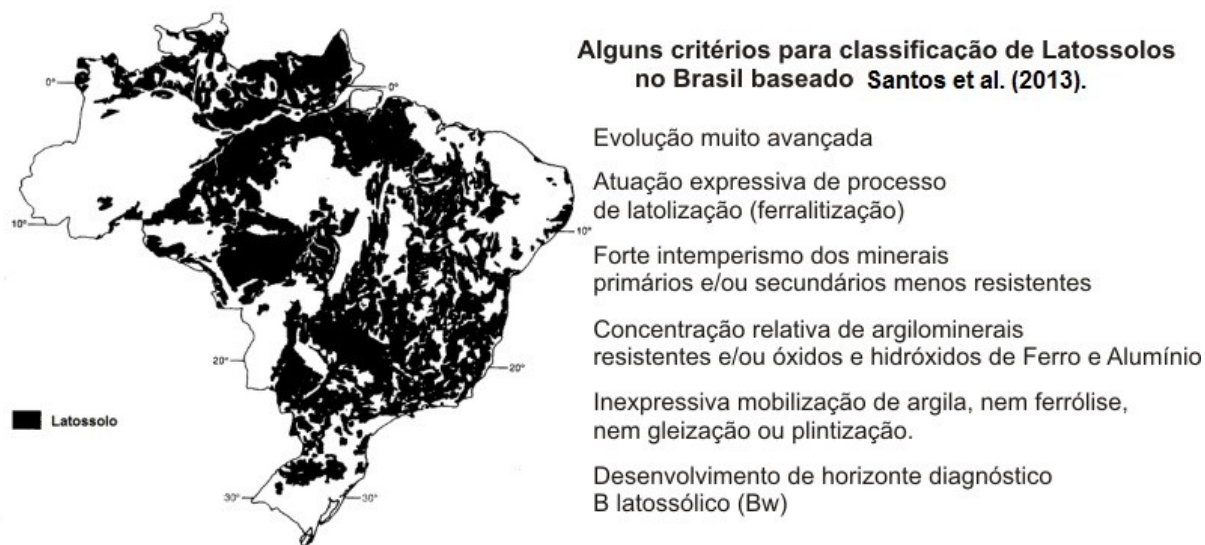 Alguns critérios para classificação de Latossolos
no Brasil baseado Santos et al. (2013).
Evolução muito avançada
Atuação expressiva de processo
de latolização (ferralitização)
Forte intemperismo dos minerais
primários e/ou secundários menos resistentes
Concentração relativa de argilominerais
resistentes e/ou óxidos e hidróxidos de Ferro e Alumínio
Inexpressiva mobilização de argila, nem ferrólise,
nem gleização ou plintização.
Desenvolvimento de horizonte diagnóstico
B latossólico (Bw)
0°
0°
10°
10°
20°
20°
Latossolo
30°
30°